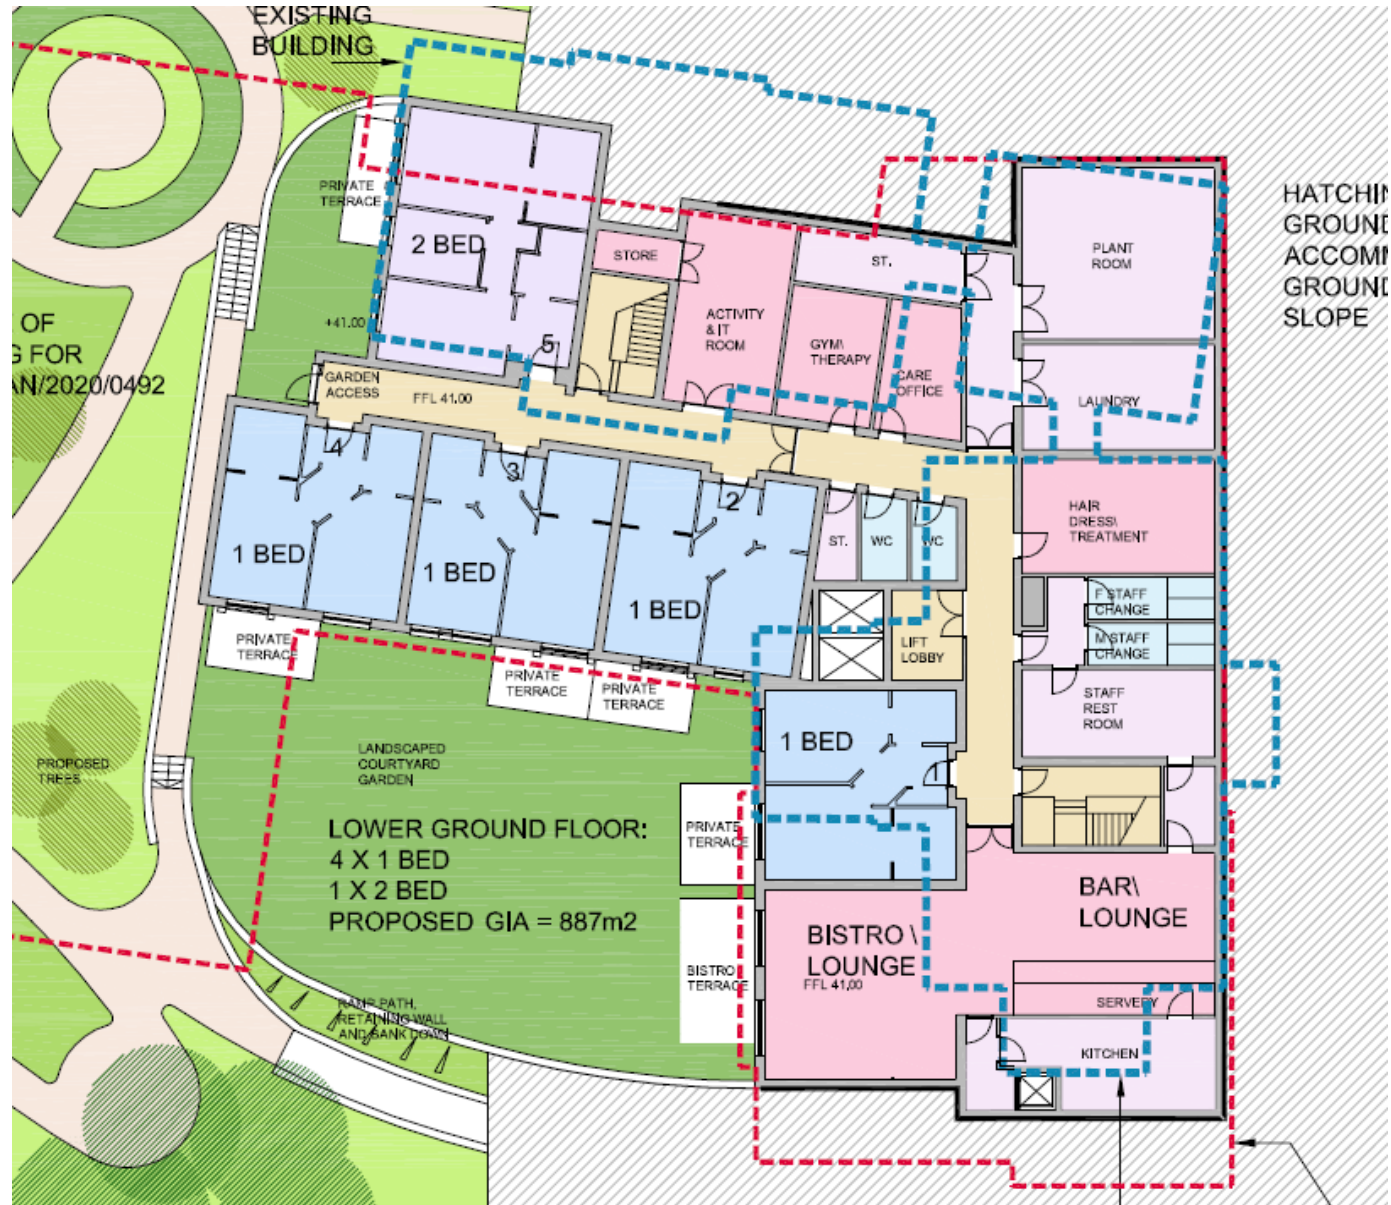 EXISTING
BUILDING
PRIVATE
TERRACE
2 BED
STORE
ST.
PLANT
ROOM
HATCHIN
GROUND
ACCOMM
GROUND
SLOPE
OF
G FOR
AN/2020/0492
+41.00
5
ACTIVITY
& IT
ROOM
GYM\
THERAPY
CARE
OFFICE
LAUNDRY
GARDEN
ACCESS
FFL 41.00
4
3
2
1 BED
1 BED
1 BED
ST.
WC
WC
HAIR
DRESS\
TREATMENT
F STAFF
CHANGE
M STAFF
CHANGE
LIFT
LOBBY
STAFF
REST
ROOM
PRIVATE
TERRACE
PRIVATE
TERRACE
PRIVATE
TERRACE
1 BED
1
PROPOSED
TREES
LANDSCAPED
COURTYARD
GARDEN
LOWER GROUND FLOOR:
4 X 1 BED
1 X 2 BED
PROPOSED GIA = 887m2
PRIVATE
TERRACE
BAR\
LOUNGE
BISTRO \
LOUNGE
FFL 41.00
BISTRO
TERRACE
SERVERY
KITCHEN
RAMP PATH,
RETAINING WALL
AND BANK DOWN